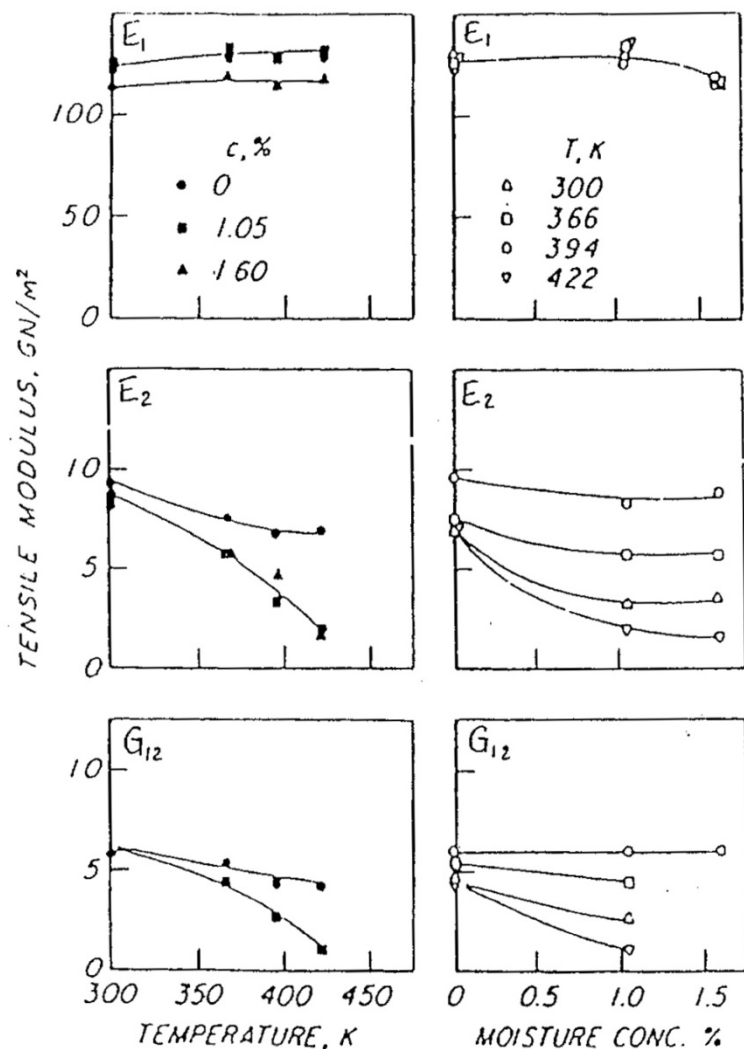 E₁
E₁
100
50
0
c, %
0
1.05
1.60
T, K
300
366
394
422
TENSILE MODULUS, GN/m²
E₂
E₂
10
5
0
G₁₂
G₁₂
10
5
0
300 350 400 450
0 0.5 1.0 1.5
TEMPERATURE, K
MOISTURE CONC. %